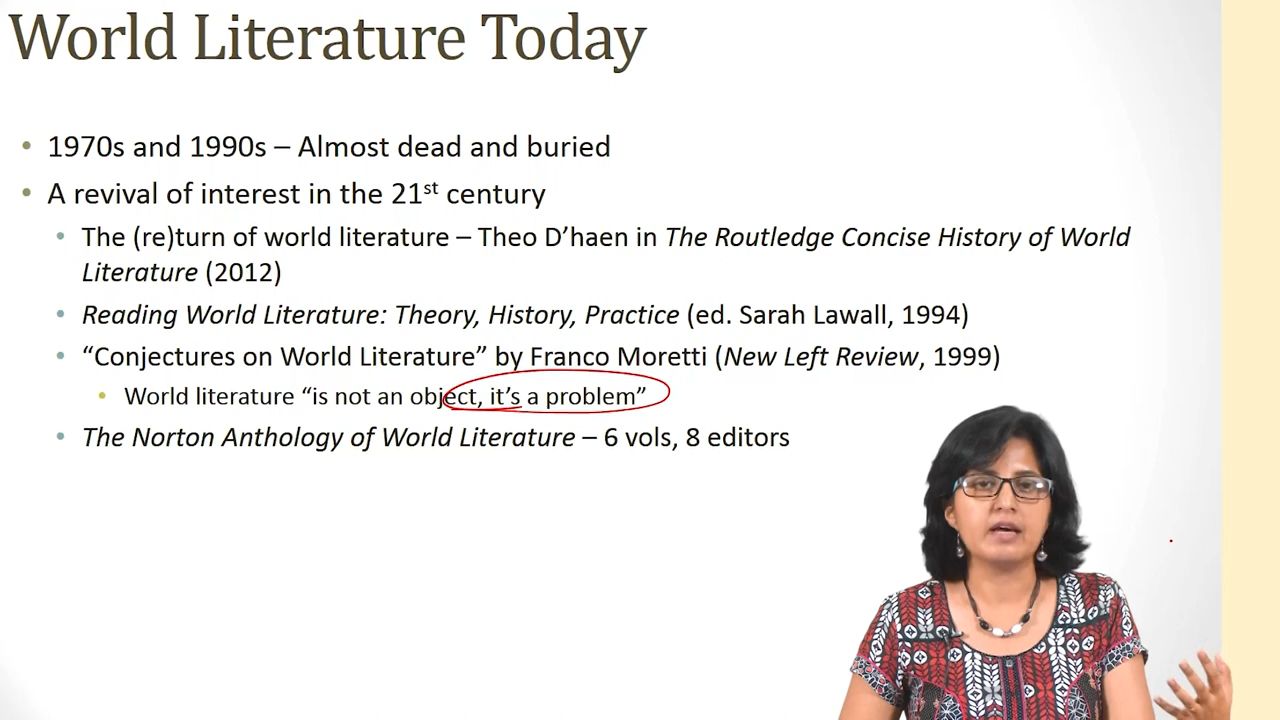 World Literature Today
• 1970s and 1990s – Almost dead and buried
• A revival of interest in the 21st century
• The (re)turn of world literature – Theo D’haen in The Routledge Concise History of World
Literature (2012)
• Reading World Literature: Theory, History, Practice (ed. Sarah Lawall, 1994)
• “Conjectures on World Literature” by Franco Moretti (New Left Review, 1999)
• World literature “is not an object, it’s a problem”
• The Norton Anthology of World Literature – 6 vols, 8 editors